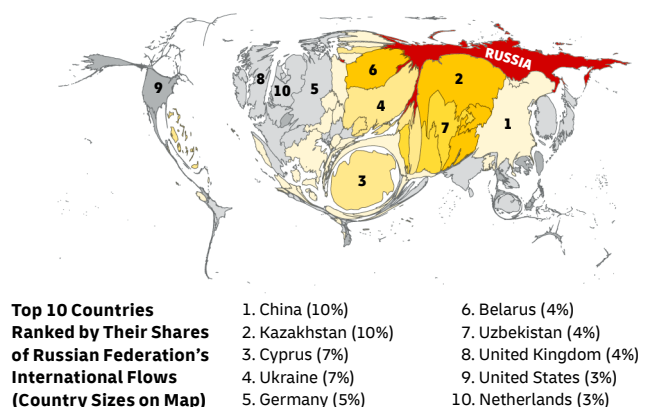 RUSSIA
6
2
8
10
5
9
4
7
1
3
Top 10 Countries
Ranked by Their Shares
of Russian Federation's
International Flows
(Country Sizes on Map)
1. China (10%)
2. Kazakhstan (10%)
3. Cyprus (7%)
4. Ukraine (7%)
5. Germany (5%)
6. Belarus (4%)
7. Uzbekistan (4%)
8. United Kingdom (4%)
9. United States (3%)
10. Netherlands (3%)